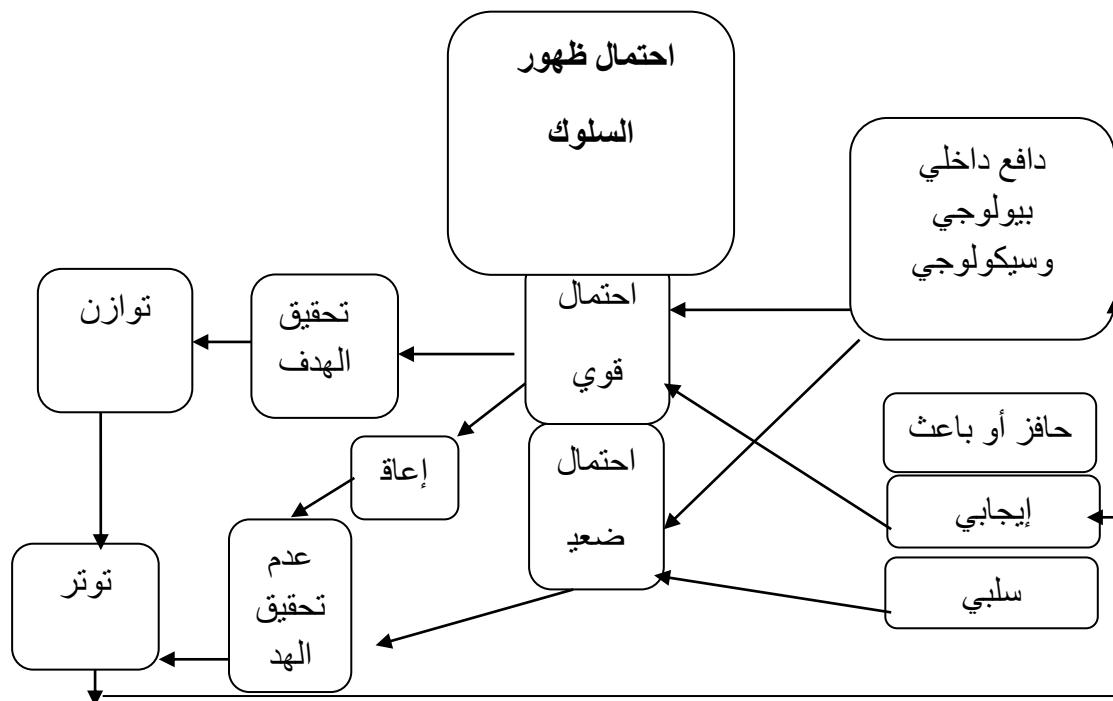 احتمال ظهور
السلوك
دافع داخلي
بيولوجي
وسيكولوجي
احتمال
قوي
تحقيق
الهدف
توازن
حافز أو باعث
إعاق
احتمال
ضعي
إيجابي
عدم
تحقيق
الهد
توتر
سلبي